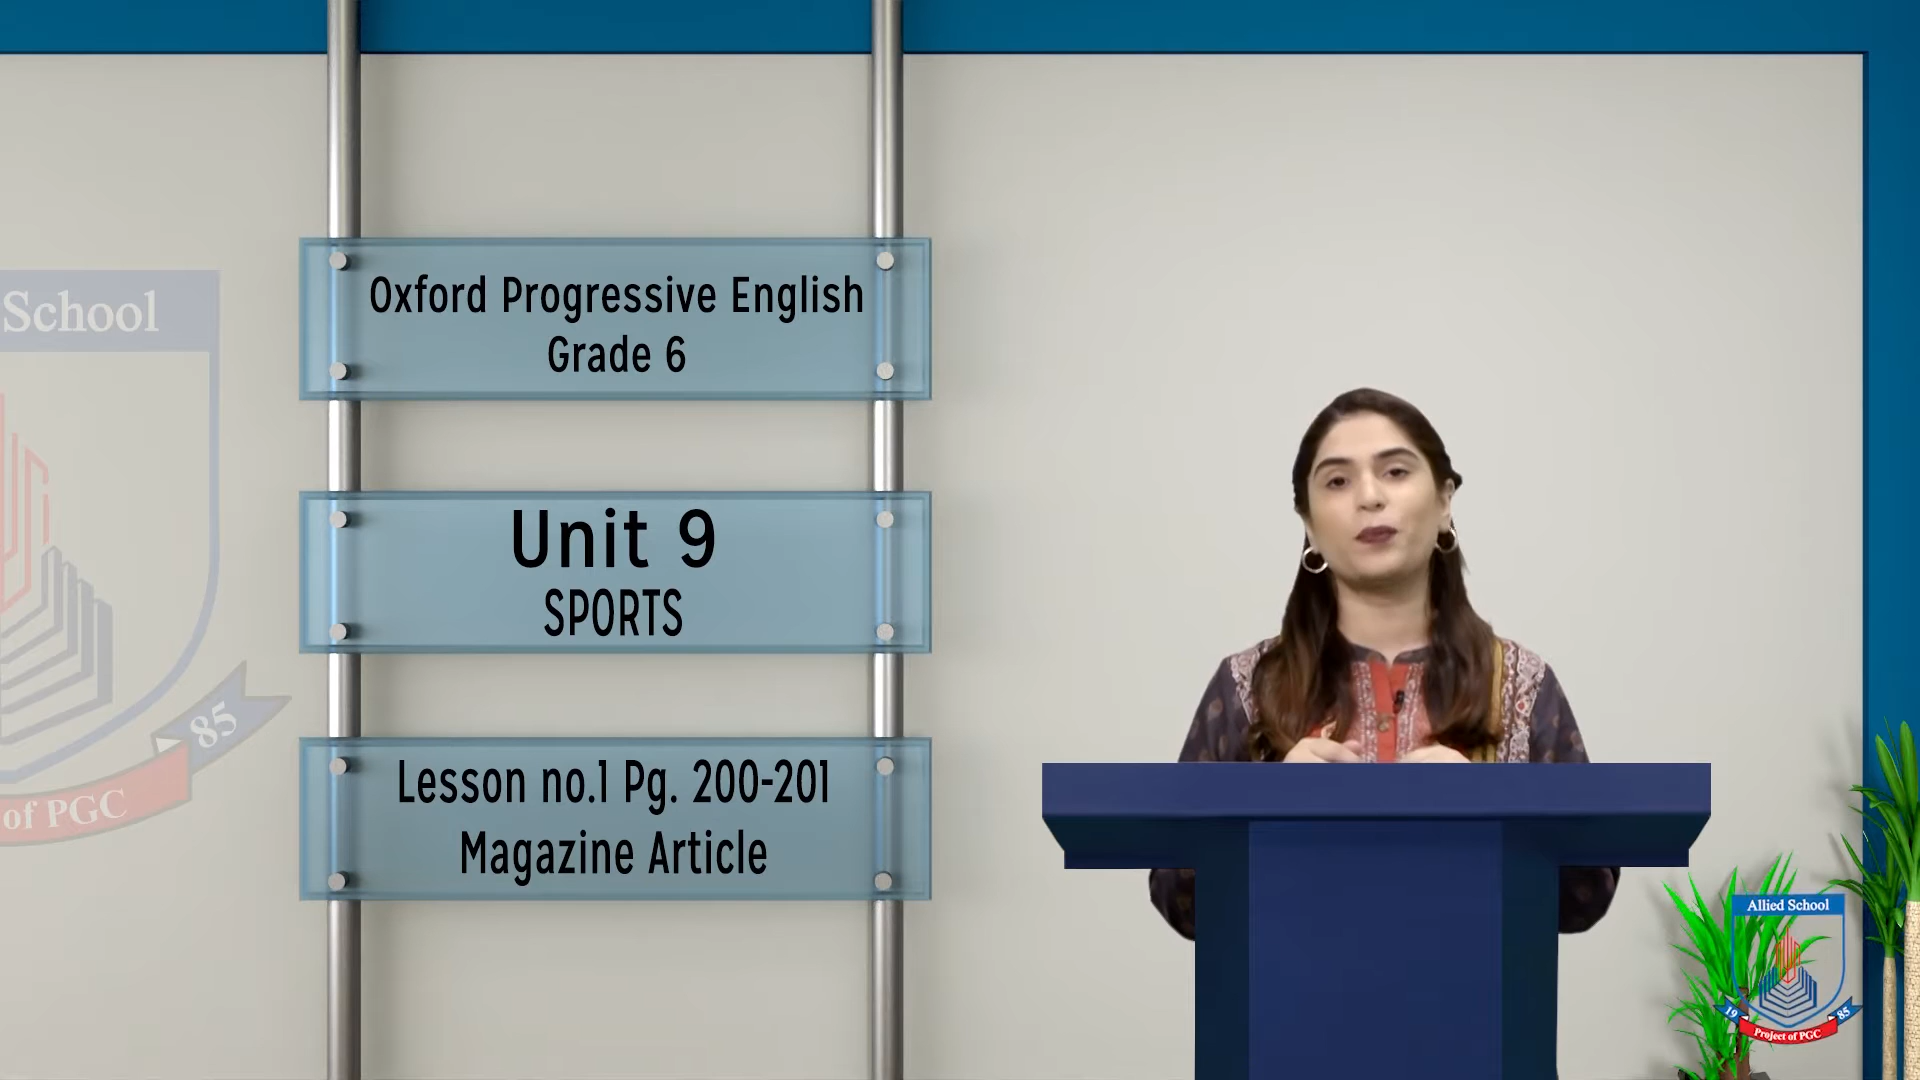 Oxford Progressive English
Grade 6
Unit 9
SPORTS
Lesson no.1 Pg. 200-201
Magazine Article
School
85
of PGC
Allied School
19
85
Project of PGC